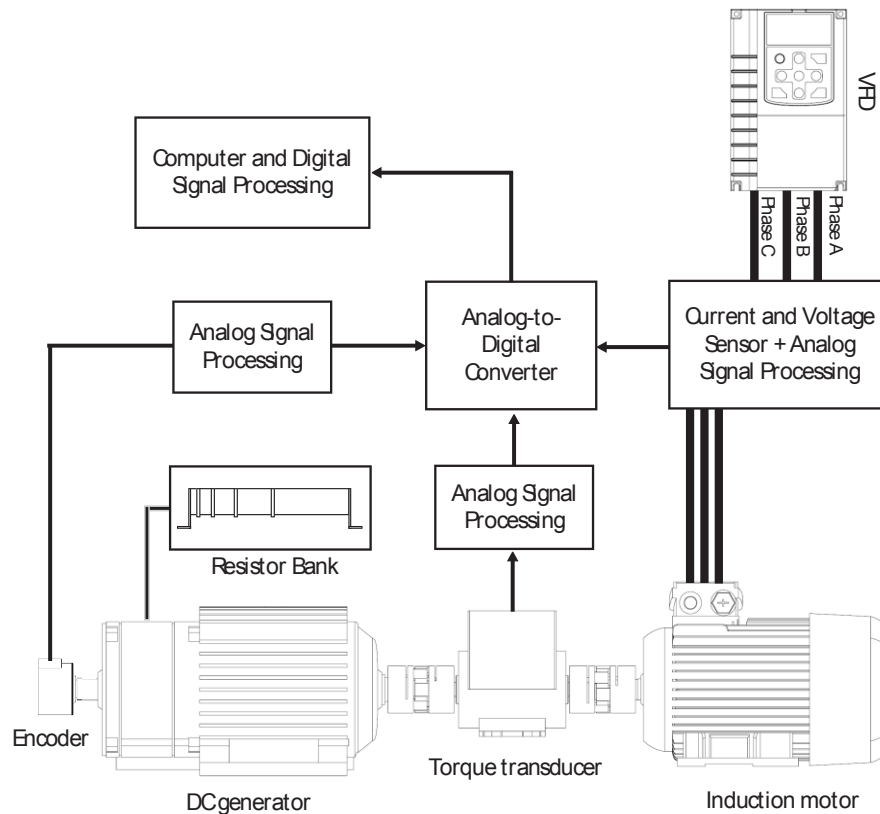 VFD
Phase A
Phase B
Phase C
Computer and Digital
Signal Processing
Analog Signal
Processing
Analog-to-
Digital
Converter
Current and Voltage
Sensor + Analog
Signal Processing
Analog Signal
Processing
Resistor Bank
Encoder
DC generator
Torque transducer
Induction motor